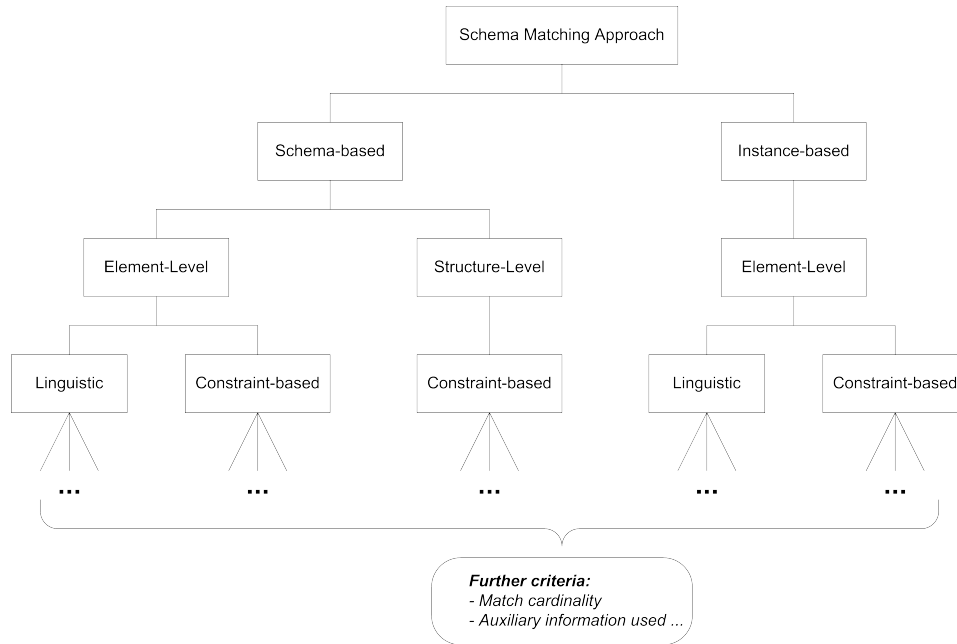 Schema Matching Approach
Schema-based
Instance-based
Element-Level
Structure-Level
Element-Level
Linguistic
Constraint-based
Constraint-based
Linguistic
Constraint-based
...
...
...
...
...
Further criteria:
- Match cardinality
- Auxiliary information used ...